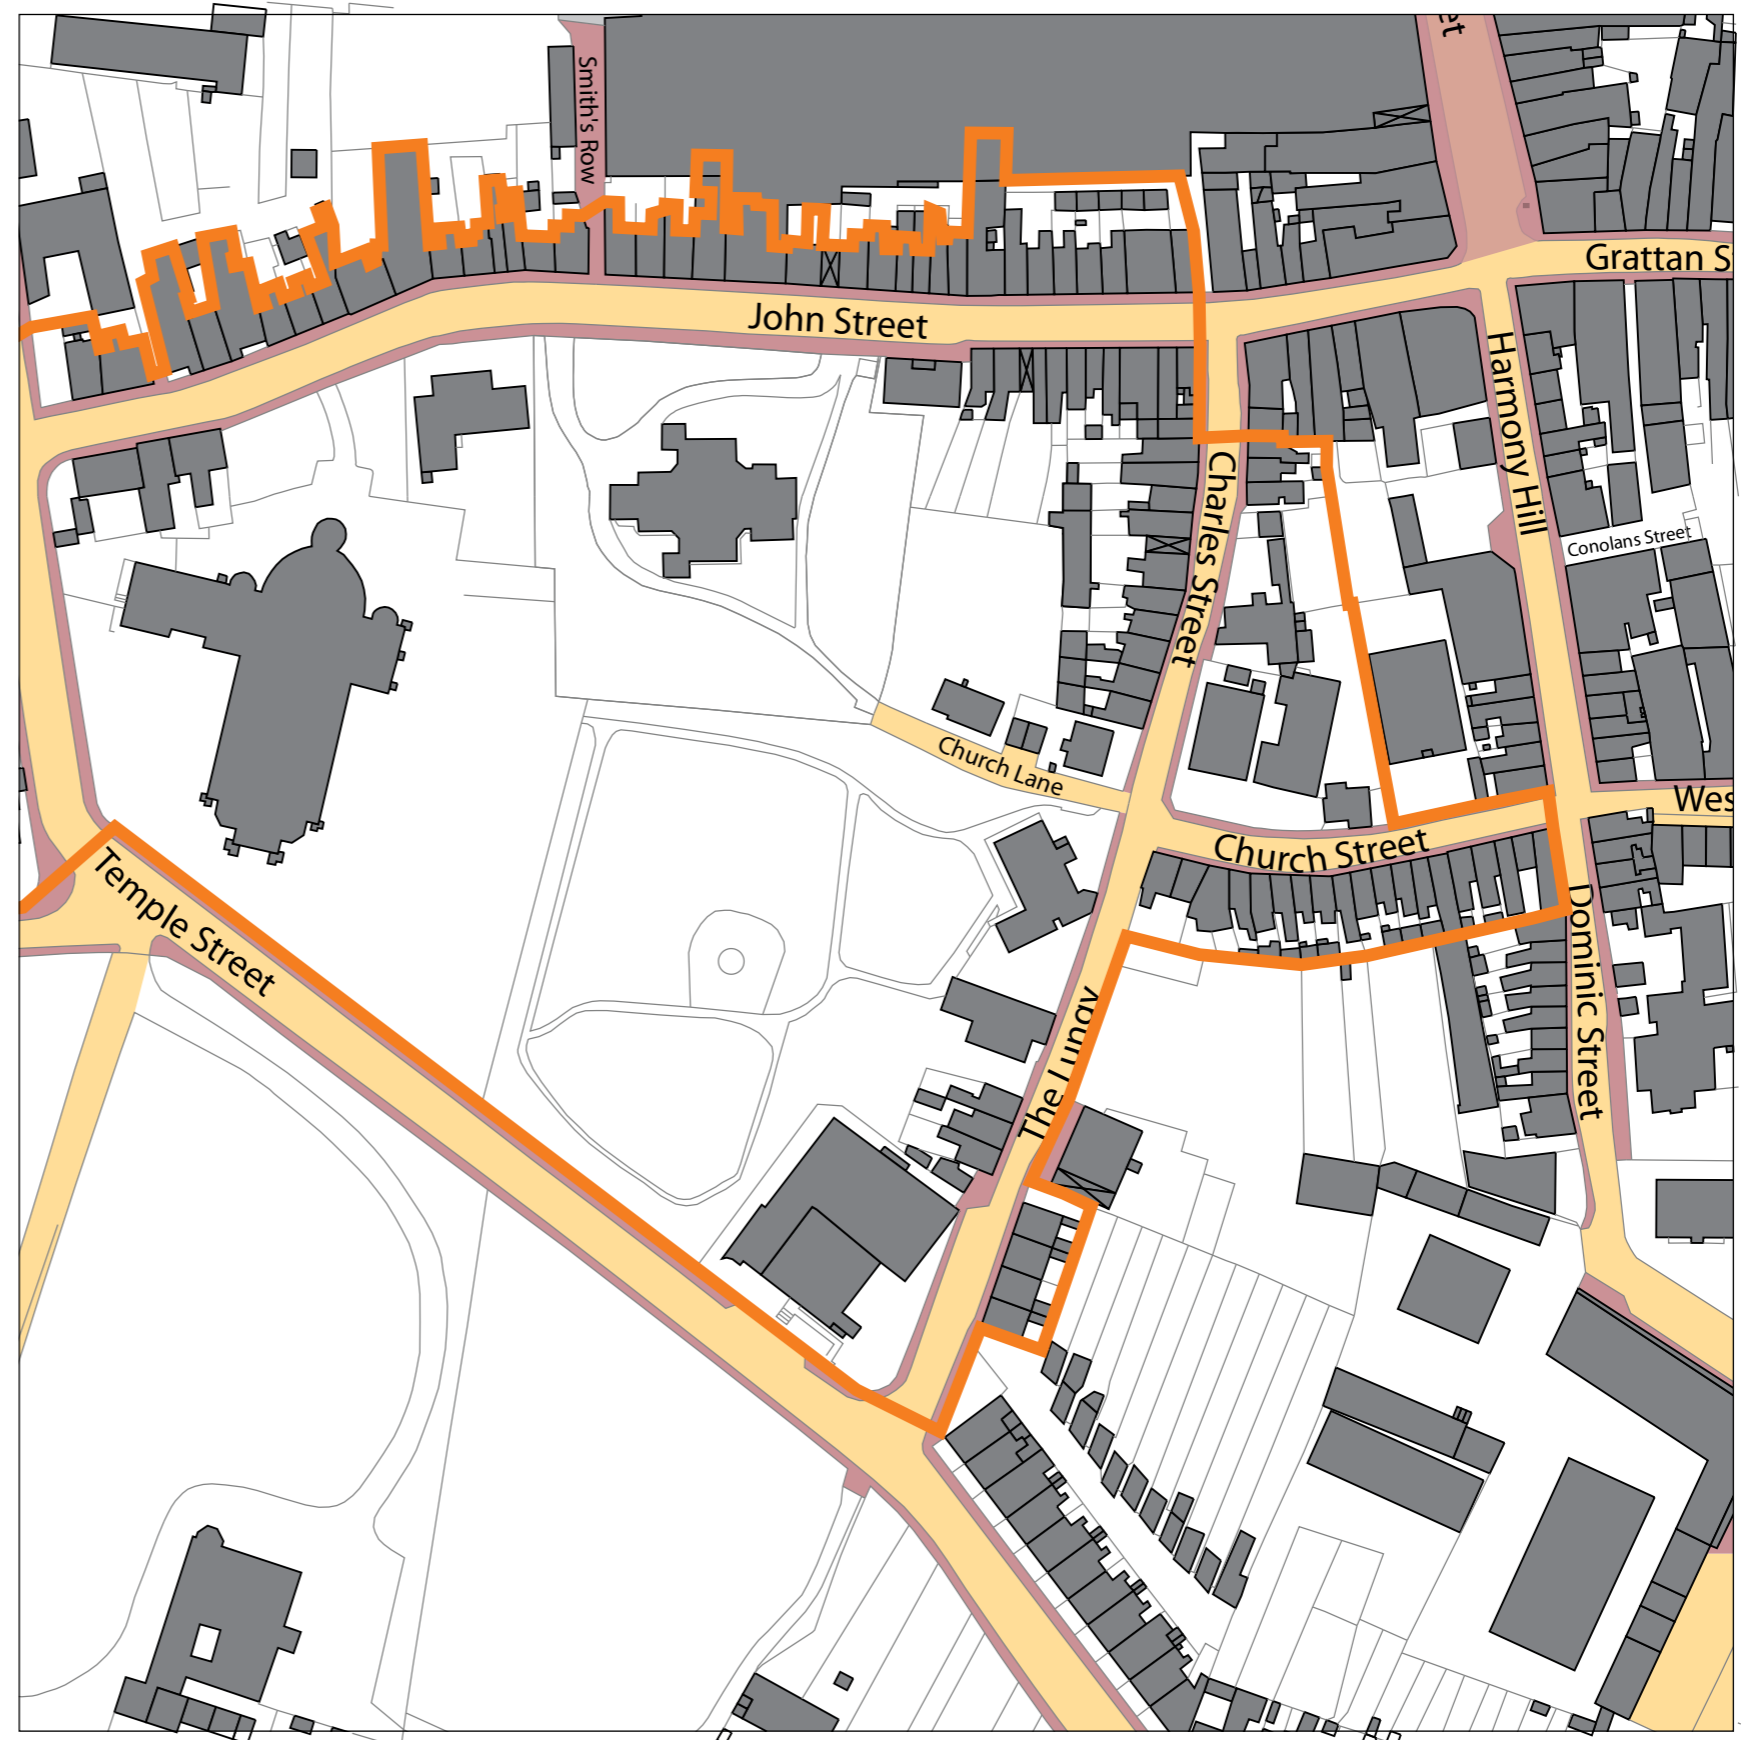 et
Smith's Row
Grattan S
John Street
Harmony Hill
Charles Street
Conolans Street
Church Lane
Wes
Church Street
Temple Street
Dominic Street
The Lungy